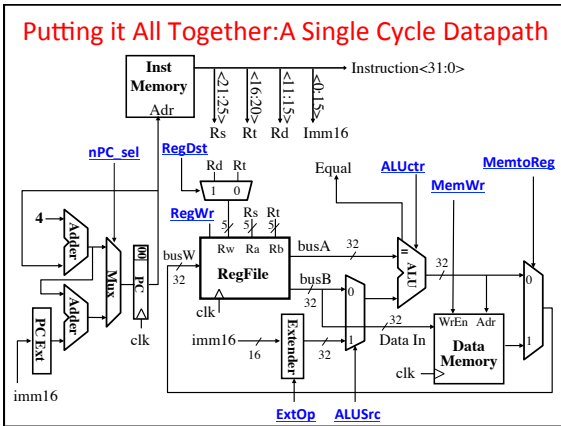 Putting it All Together:A Single Cycle Datapath
Inst
Memory
Adr
Instruction<31:0>
<21:25>
<16:20>
<11:15>
<0:15>
Rs
Rt
Rd
Imm16
nPC_sel
RegDst
Rd
Rt
1
0
Equal
ALUctr
MemtoReg
MemWr
RegWr
Rs
Rt
5
5
5
4
Adder
Mux
00
PC
clk
Adder
PC Ext
imm16
busW
32
Rw
Ra
Rb
RegFile
clk
busA
32
busB
32
=
ALU
32
0
1
0
1
imm16
16
Extender
32
32
Data In
WrEn
Adr
Data
Memory
clk
ExtOp
ALUSrc